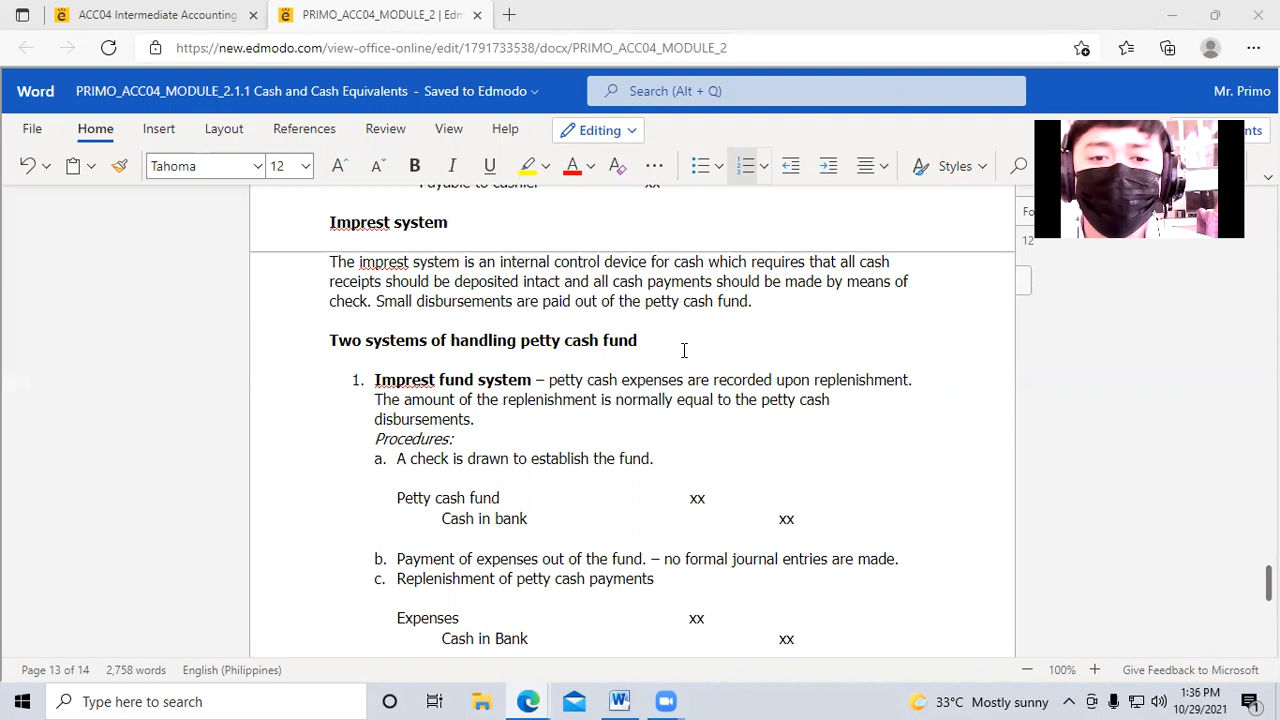 ACC04 Intermediate Accounting
PRIMO_ACC04_MODULE_2 | Edm
https://new.edmodo.com/view-office-online/edit/1791733538/docx/PRIMO_ACC04_MODULE_2
Word
PRIMO_ACC04_MODULE_2.1.1 Cash and Cash Equivalents - Saved to Edmodo
Search (Alt + Q)
Mr. Primo
File
Home
Insert
Layout
References
Review
View
Help
Editing
nts
Tahoma
12
A
A
B
I
U
A
A
Styles
Payable to cashier xx
Fo
12
Imprest system
The imprest system is an internal control device for cash which requires that all cash
receipts should be deposited intact and all cash payments should be made by means of
check. Small disbursements are paid out of the petty cash fund.
Two systems of handling petty cash fund
1. Imprest fund system – petty cash expenses are recorded upon replenishment.
The amount of the replenishment is normally equal to the petty cash
disbursements.
Procedures:
a. A check is drawn to establish the fund.
Petty cash fund xx
Cash in bank xx
b. Payment of expenses out of the fund. – no formal journal entries are made.
c. Replenishment of petty cash payments
Expenses xx
Cash in Bank xx
Page 13 of 14
2,758 words
English (Philippines)
100%
Give Feedback to Microsoft
Type here to search
33°C Mostly sunny
1:36 PM
10/29/2021
1